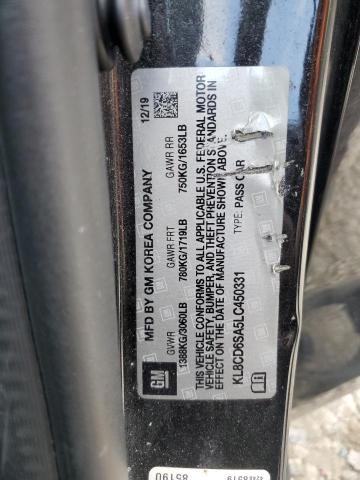 MFD BY GM KOREA COMPANY 12/19
GVWR GAWR FRT GAWR RR
1388KG/3060LB 780KG/1719LB 750KG/1653LB
THIS VEHICLE CONFORMS TO ALL APPLICABLE U.S. FEDERAL MOTOR
VEHICLE SAFETY, BUMPER, AND THEFT PREVENTION STANDARDS IN
EFFECT ON THE DATE OF MANUFACTURE SHOWN ABOVE.
KL8CD6SA5LC450331 TYPE: PASS CAR
GM
85190